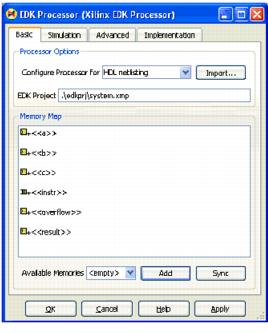 EDK Processor (Xilinx EDK Processor)
Basic Simulation Advanced Implementation
Processor Options
Configure Processor for HDL netlisting Import...
EDK Project .\edkprj\system.xmp
Memory Map
<<a>>
<<b>>
<<c>>
<<instr>>
<<overflow>>
<<result>>
Available Memories <empty> Add Sync
OK Cancel Help Apply